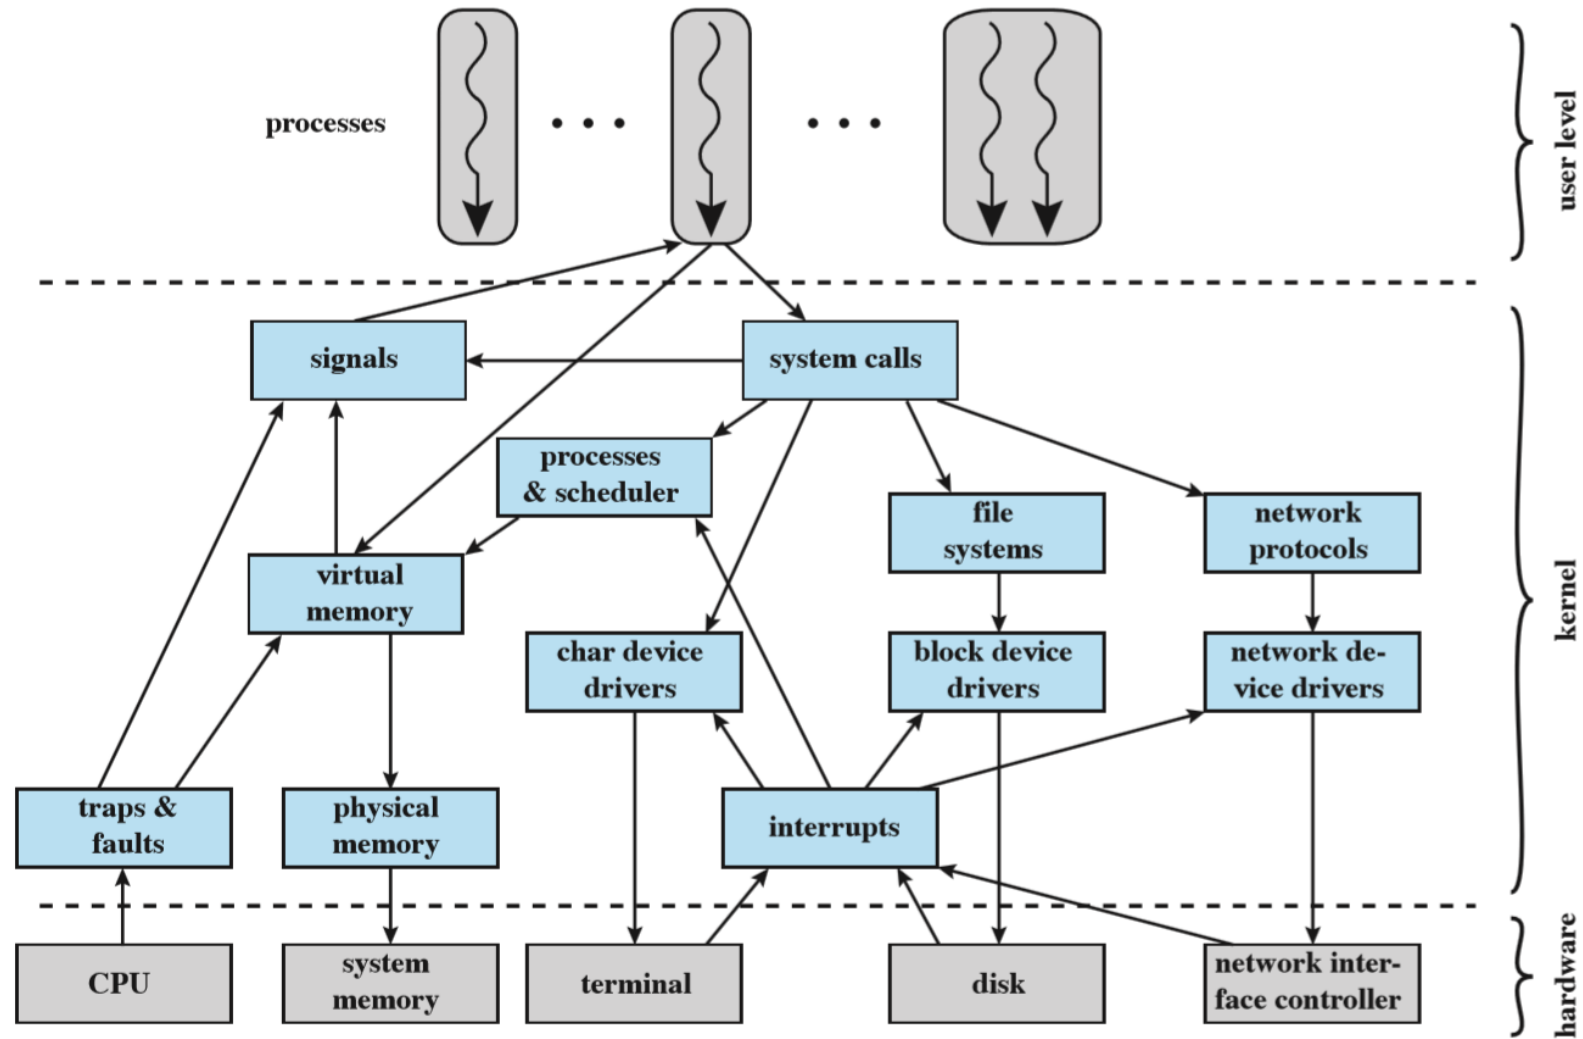 processes
user level
signals
system calls
processes
& scheduler
file
systems
network
protocols
virtual
memory
char device
drivers
block device
drivers
network de-
vice drivers
kernel
traps &
faults
physical
memory
interrupts
CPU
system
memory
terminal
disk
network inter-
face controller
hardware